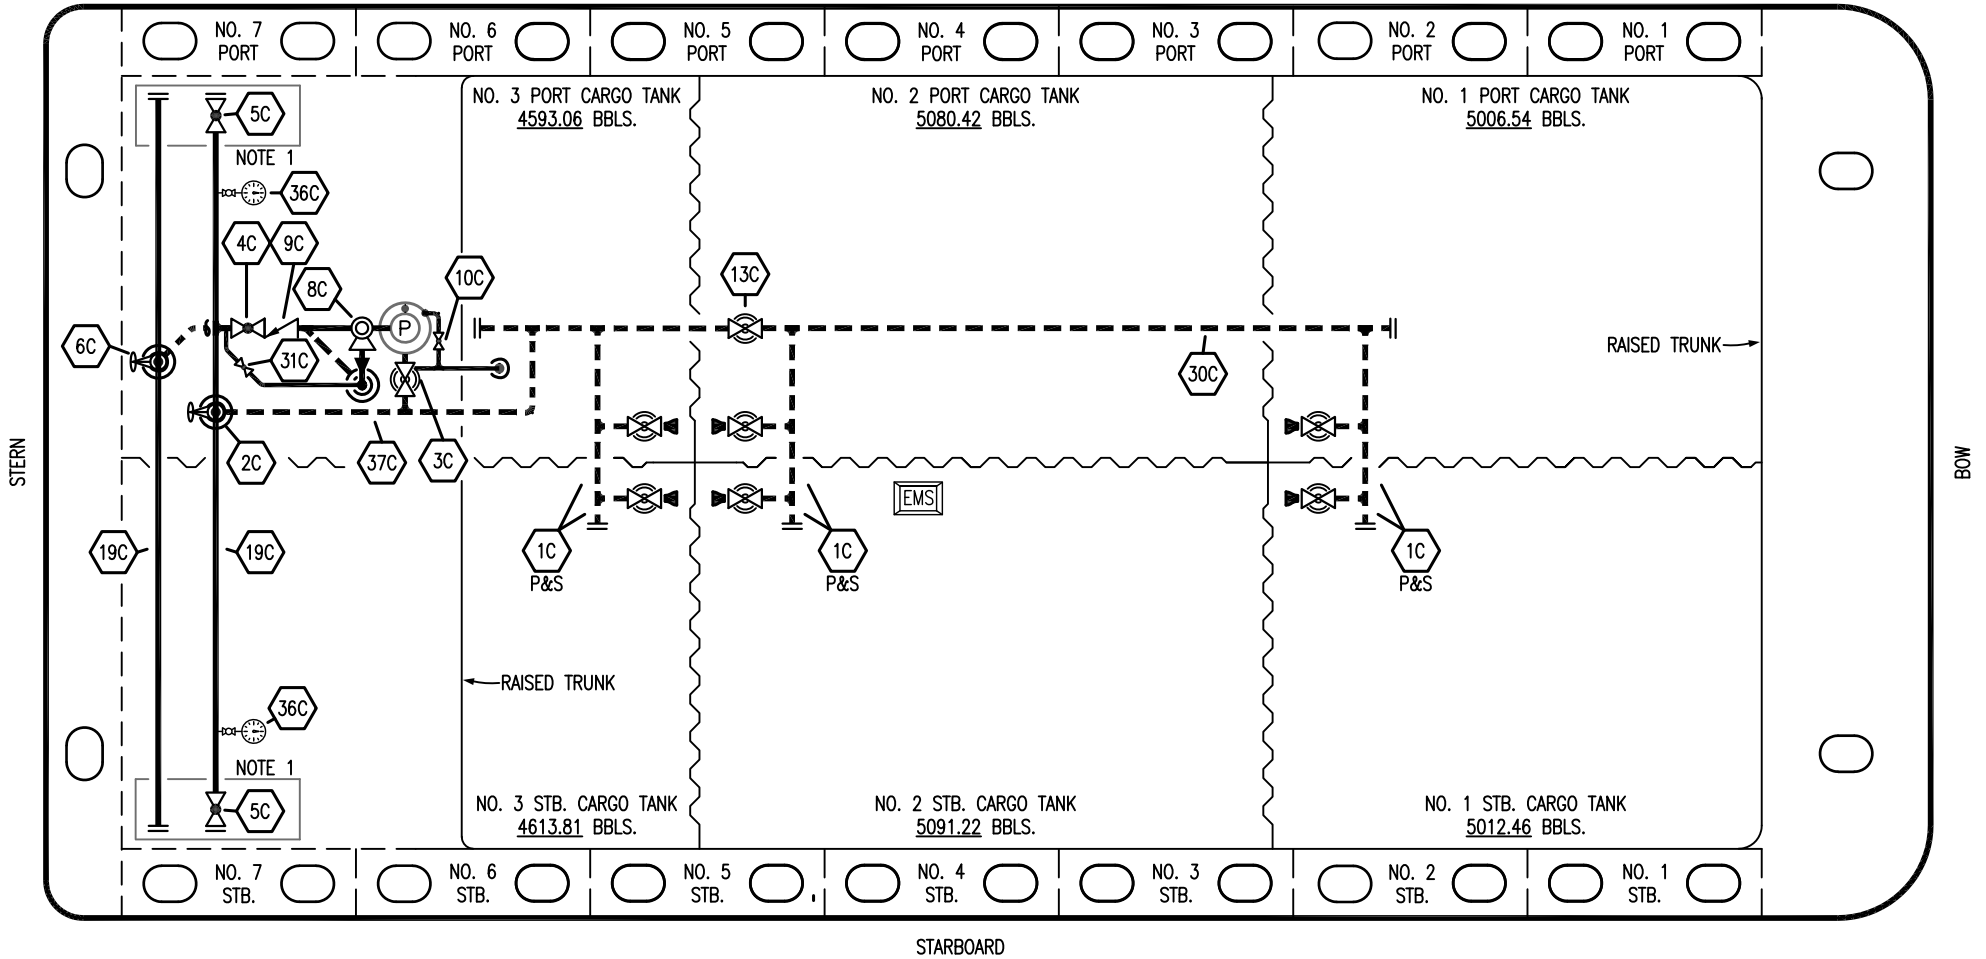 NO. 7
PORT
NO. 6
PORT
NO. 5
PORT
NO. 4
PORT
NO. 3
PORT
NO. 2
PORT
NO. 1
PORT
NO. 3 PORT CARGO TANK
4593.06 BBLS.
NO. 2 PORT CARGO TANK
5080.42 BBLS.
NO. 1 PORT CARGO TANK
5006.54 BBLS.
5C
NOTE 1
36C
4C
9C
8C
10C
13C
P
6C
31C
30C
RAISED TRUNK
2C
37C
3C
STERN
BOW
EMS
19C
19C
1C
P&S
1C
P&S
1C
P&S
RAISED TRUNK
36C
NOTE 1
5C
NO. 3 STB. CARGO TANK
4613.81 BBLS.
NO. 2 STB. CARGO TANK
5091.22 BBLS.
NO. 1 STB. CARGO TANK
5012.46 BBLS.
NO. 7
STB.
NO. 6
STB.
NO. 5
STB.
NO. 4
STB.
NO. 3
STB.
NO. 2
STB.
NO. 1
STB.
STARBOARD